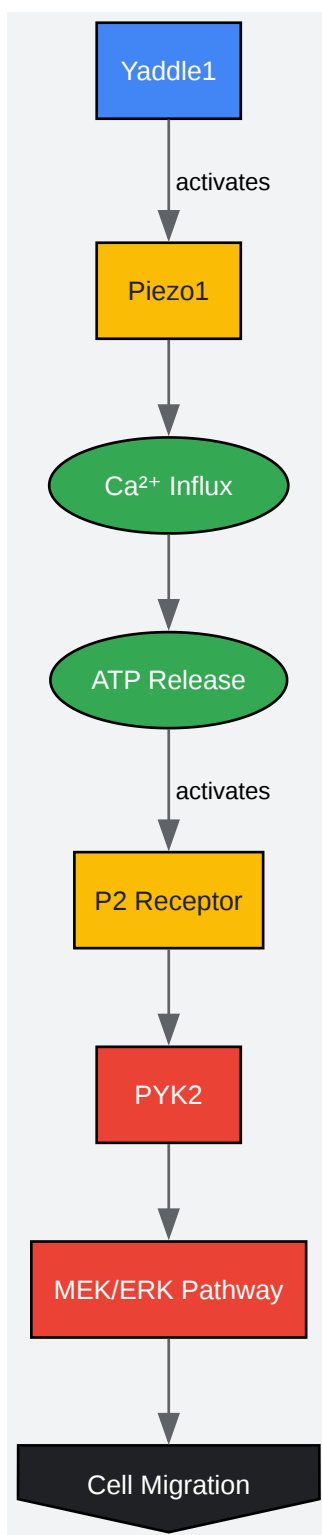 Yaddle1
activates
Piezo1
Ca²⁺ Influx
ATP Release
activates
P2 Receptor
PYK2
MEK/ERK Pathway
Cell Migration